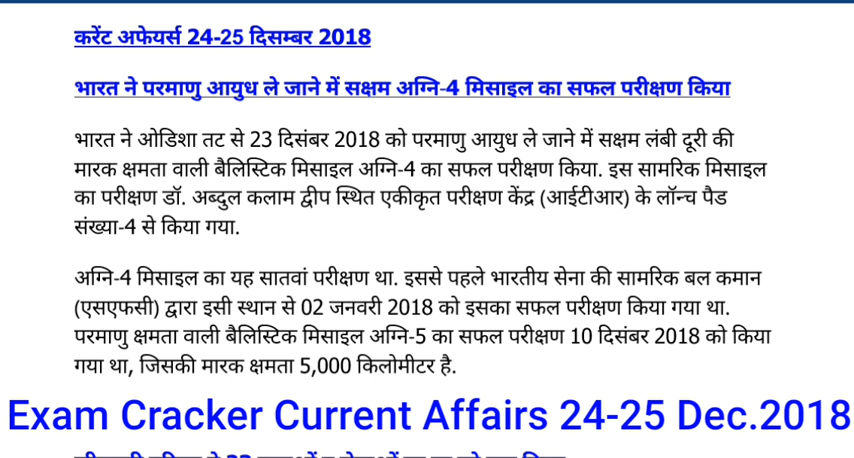 करेंट अफेयर्स 24-25 दिसम्बर 2018
भारत ने परमाणु आयुध ले जाने में सक्षम अग्नि-4 मिसाइल का सफल परीक्षण किया
भारत ने ओडिशा तट से 23 दिसंबर 2018 को परमाणु आयुध ले जाने में सक्षम लंबी दूरी की
मारक क्षमता वाली बैलिस्टिक मिसाइल अग्नि-4 का सफल परीक्षण किया. इस सामरिक मिसाइल
का परीक्षण डॉ. अब्दुल कलाम द्वीप स्थित एकीकृत परीक्षण केंद्र (आईटीआर) के लॉन्च पैड
संख्या-4 से किया गया.
अग्नि-4 मिसाइल का यह सातवां परीक्षण था. इससे पहले भारतीय सेना की सामरिक बल कमान
(एसएफसी) द्वारा इसी स्थान से 02 जनवरी 2018 को इसका सफल परीक्षण किया गया था.
परमाणु क्षमता वाली बैलिस्टिक मिसाइल अग्नि-5 का सफल परीक्षण 10 दिसंबर 2018 को किया
गया था, जिसकी मारक क्षमता 5,000 किलोमीटर है.
Exam Cracker Current Affairs 24-25 Dec.2018